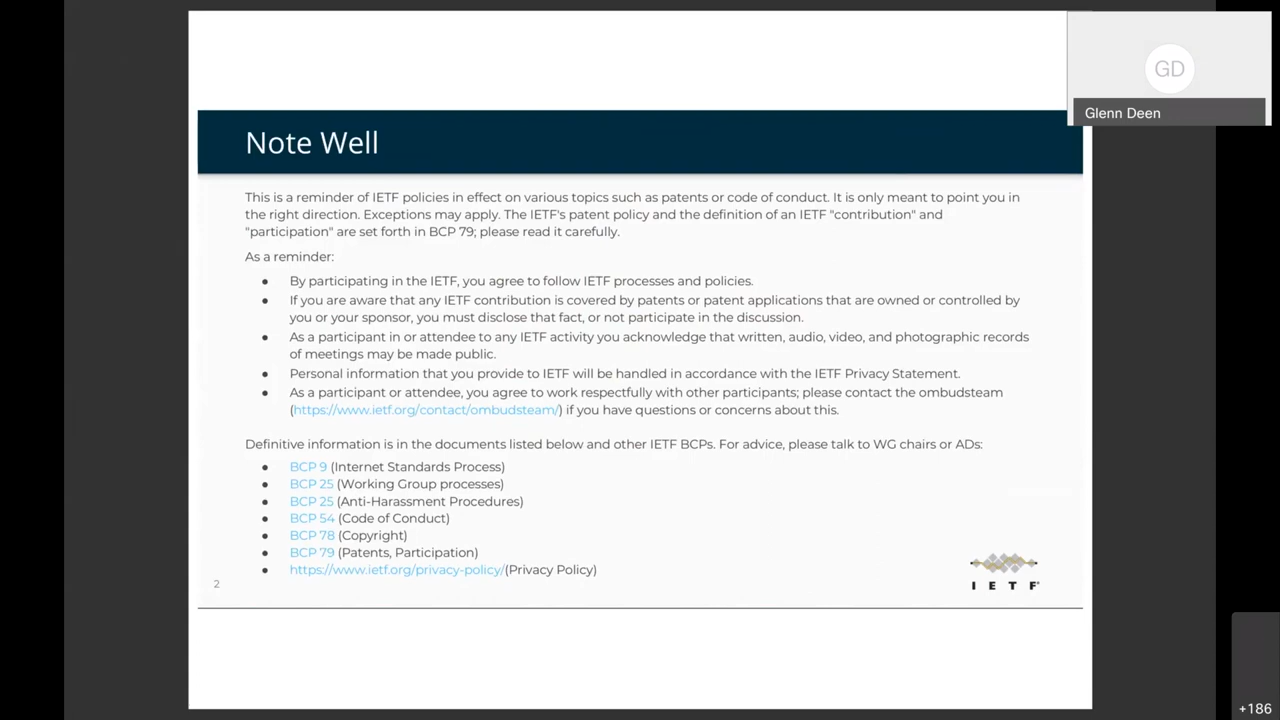 GD
Glenn Deen
Note Well
This is a reminder of IETF policies in effect on various topics such as patents or code of conduct. It is only meant to point you in
the right direction. Exceptions may apply. The IETF's patent policy and the definition of an IETF "contribution" and
"participation" are set forth in BCP 79; please read it carefully.
As a reminder:
● By participating in the IETF, you agree to follow IETF processes and policies.
● If you are aware that any IETF contribution is covered by patents or patent applications that are owned or controlled by
you or your sponsor, you must disclose that fact, or not participate in the discussion.
● As a participant in or attendee to any IETF activity you acknowledge that written, audio, video, and photographic records
of meetings may be made public.
● Personal information that you provide to IETF will be handled in accordance with the IETF Privacy Statement.
● As a participant or attendee, you agree to work respectfully with other participants; please contact the ombudsteam
(https://www.ietf.org/contact/ombudsteam/) if you have questions or concerns about this.
Definitive information is in the documents listed below and other IETF BCPs. For advice, please talk to WG chairs or ADs:
● BCP 9 (Internet Standards Process)
● BCP 25 (Working Group processes)
● BCP 25 (Anti-Harassment Procedures)
● BCP 54 (Code of Conduct)
● BCP 78 (Copyright)
● BCP 79 (Patents, Participation)
● https://www.ietf.org/privacy-policy/(Privacy Policy)
2
I E T F®
+186